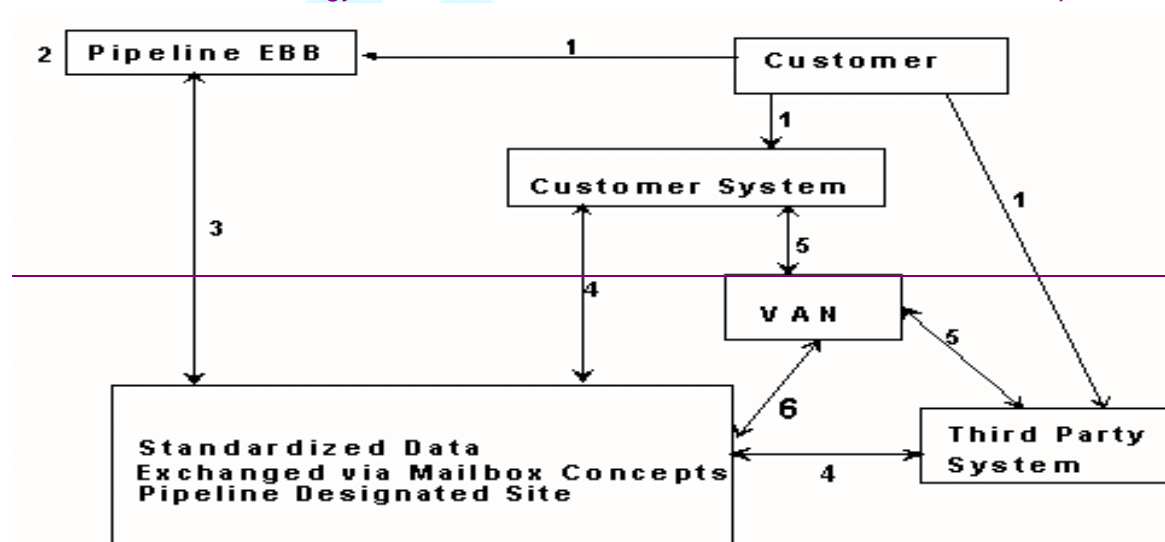 2 Pipeline EBB
1
Customer
1
1
Customer System
3
5
4
VAN
5
6
Standardized Data
Exchanged via Mailbox Concepts
Pipeline Designated Site
4
Third Party
System